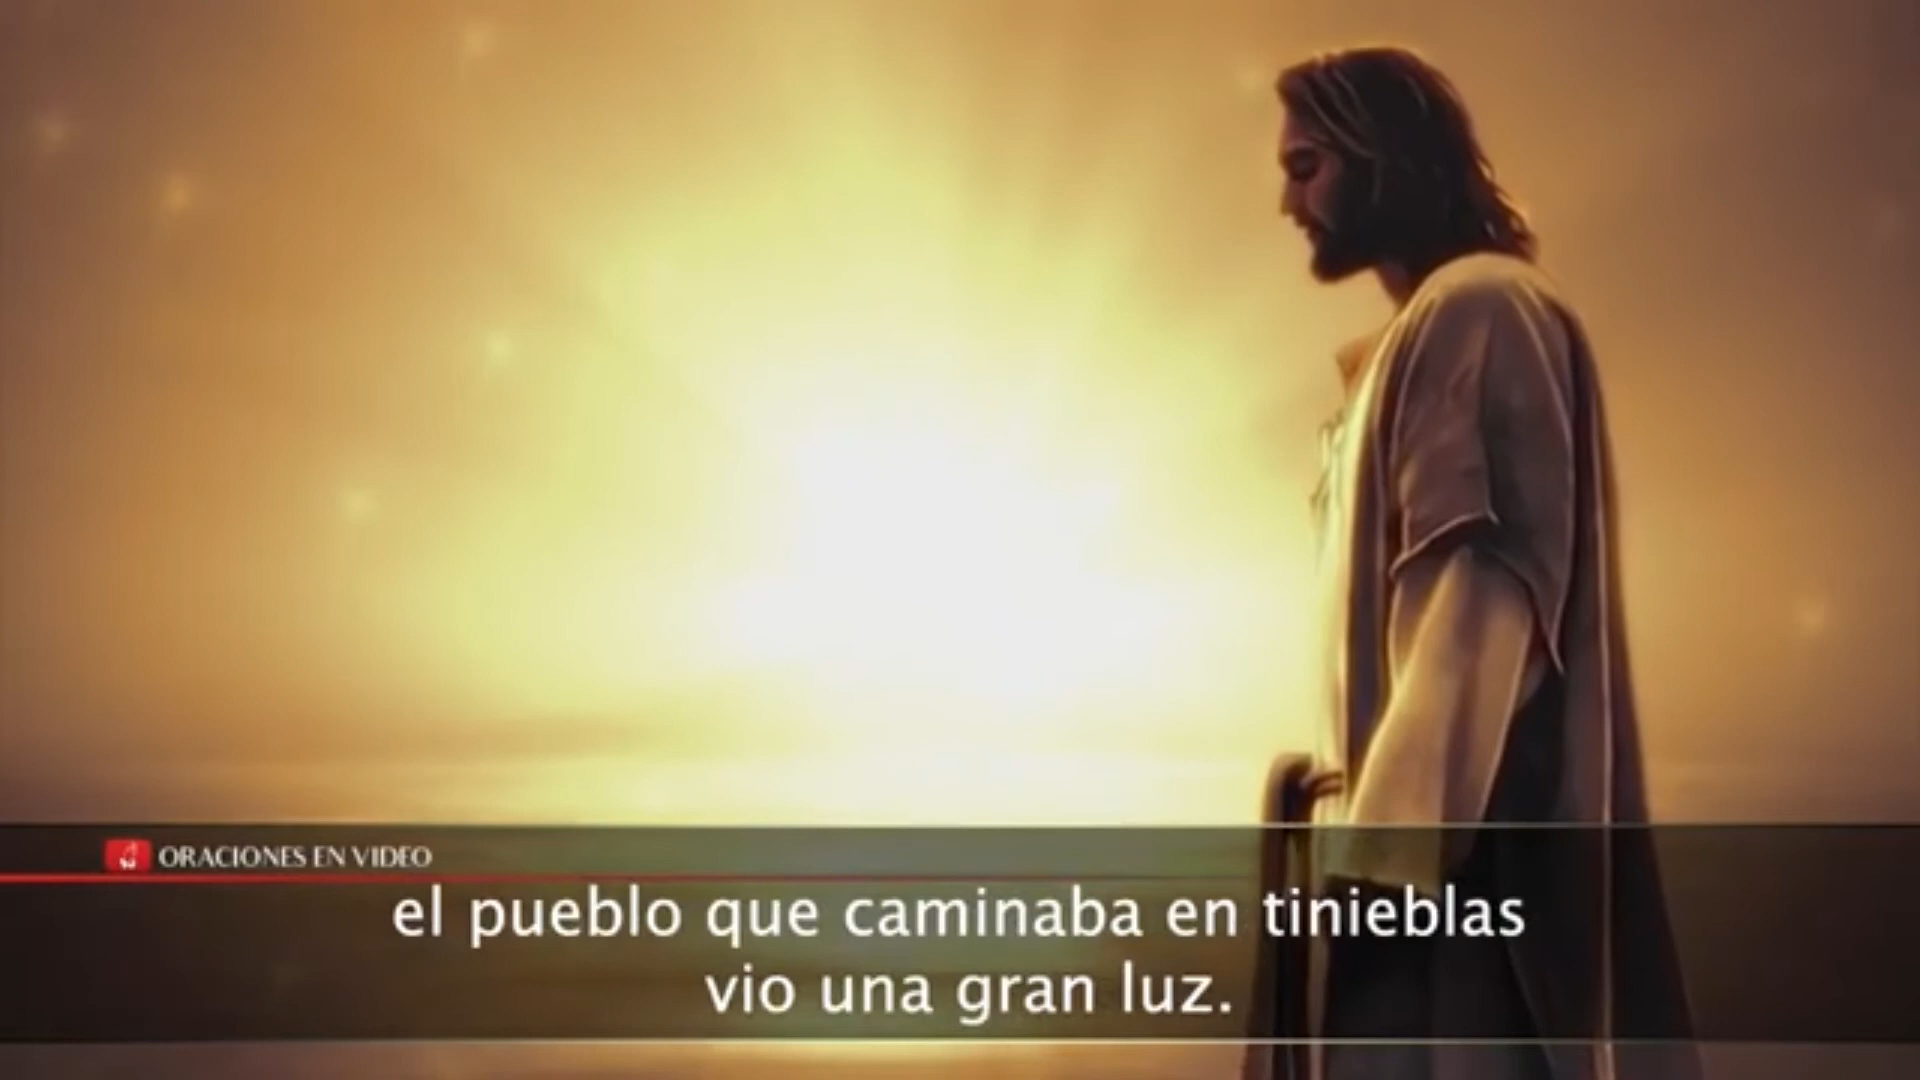 ORACIONES EN VIDEO
el pueblo que caminaba en tinieblas
vio una gran luz.